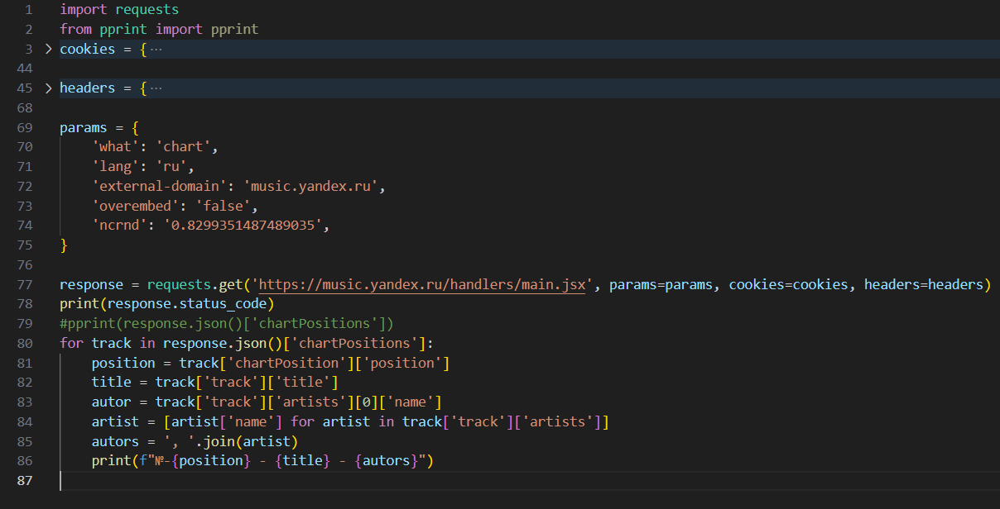 1 import requests
2 from pprint import pprint
3 > cookies = { ···
44
45 > headers = { ···
68
69 params = {
70     'what': 'chart',
71     'lang': 'ru',
72     'external-domain': 'music.yandex.ru',
73     'overembed': 'false',
74     'ncrnd': '0.8299351487489035',
75 }
76
77 response = requests.get('https://music.yandex.ru/handlers/main.jsx', params=params, cookies=cookies, headers=headers)
78 print(response.status_code)
79 #pprint(response.json()['chartPositions'])
80 for track in response.json()['chartPositions']:
81     position = track['chartPosition']['position']
82     title = track['track']['title']
83     autor = track['track']['artists'][0]['name']
84     artist = [artist['name'] for artist in track['track']['artists']]
85     autors = ', '.join(artist)
86     print(f"№-{position} - {title} - {autors}")
87